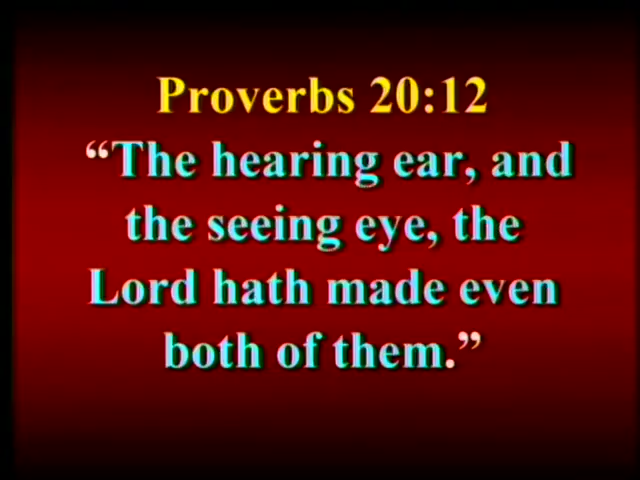 Proverbs 20:12
“The hearing ear, and
the seeing eye, the
Lord hath made even
both of them.”